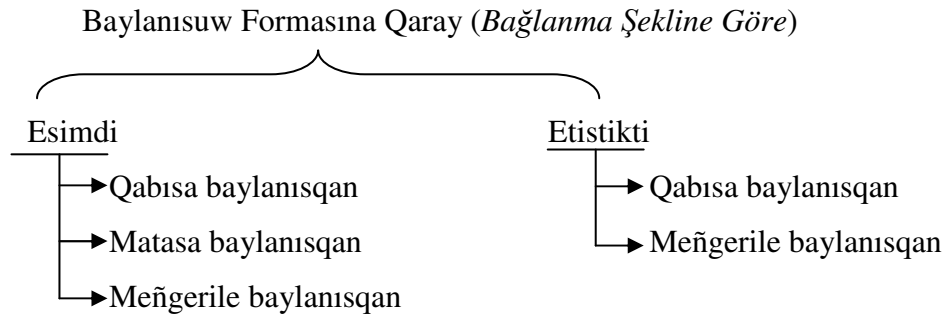 Baylanısuw Formasına Qaray (Bağlanma Şekline Göre)
Esimdi Etistikti
Qabısa baylanısqan Qabısa baylanısqan
Matasa baylanısqan Meñgerile baylanısqan
Meñgerile baylanısqan